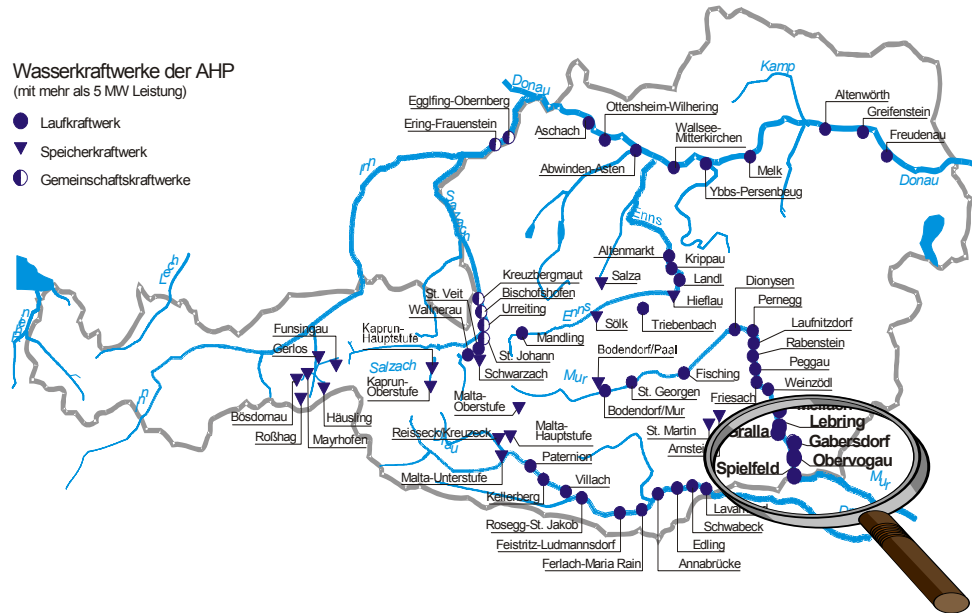 Wasserkraftwerke der AHP
(mit mehr als 5 MW Leistung)
Laufkraftwerk
Speicherkraftwerk
Gemeinschaftskraftwerke
Donau
Kamp
Egglfing-Obernberg
Ering-Frauenstein
Aschach
Ottensheim-Wilhering
Wallsee-
Mitterkirchen
Altenwörth
Greifenstein
Freudenau
Abwinden-Asten
Melk
Ybbs-Persenbeug
Donau
Inn
Salzach
Enns
Lech
Altenmarkt
Krippau
Landl
Salza
Hieflau
Dionysen
Pernegg
Kreuzbergmaut
Bischofshofen
Urreiting
St. Veit
Wallnerau
Enns
Sölk
Triebenbach
Laufnitzdorf
Rabenstein
Peggau
Weinzödl
Funsingau
Gerlos
Kaprun-
Hauptstufe
Mandling
St. Johann
Schwarzach
Bodendorf/Paal
Fisching
Friesach
Salzach
Kaprun-
Oberstufe
Mur
St. Georgen
Bodendorf/Mur
Bösdornau
Roßhag
Häusling
Mayrhofen
Malta-
Oberstufe
Reisseck/Kreuzeck
Malta-
Hauptstufe
St. Martin
Lebring
Gralla
Gabersdorf
Obervogau
Spielfeld
Mur
Malta-Unterstufe
Paternion
Villach
Kellerberg
Rosegg-St. Jakob
Feistritz-Ludmannsdorf
Ferlach-Maria Rain
Annabrücke
Edling
Schwabeck
Inn